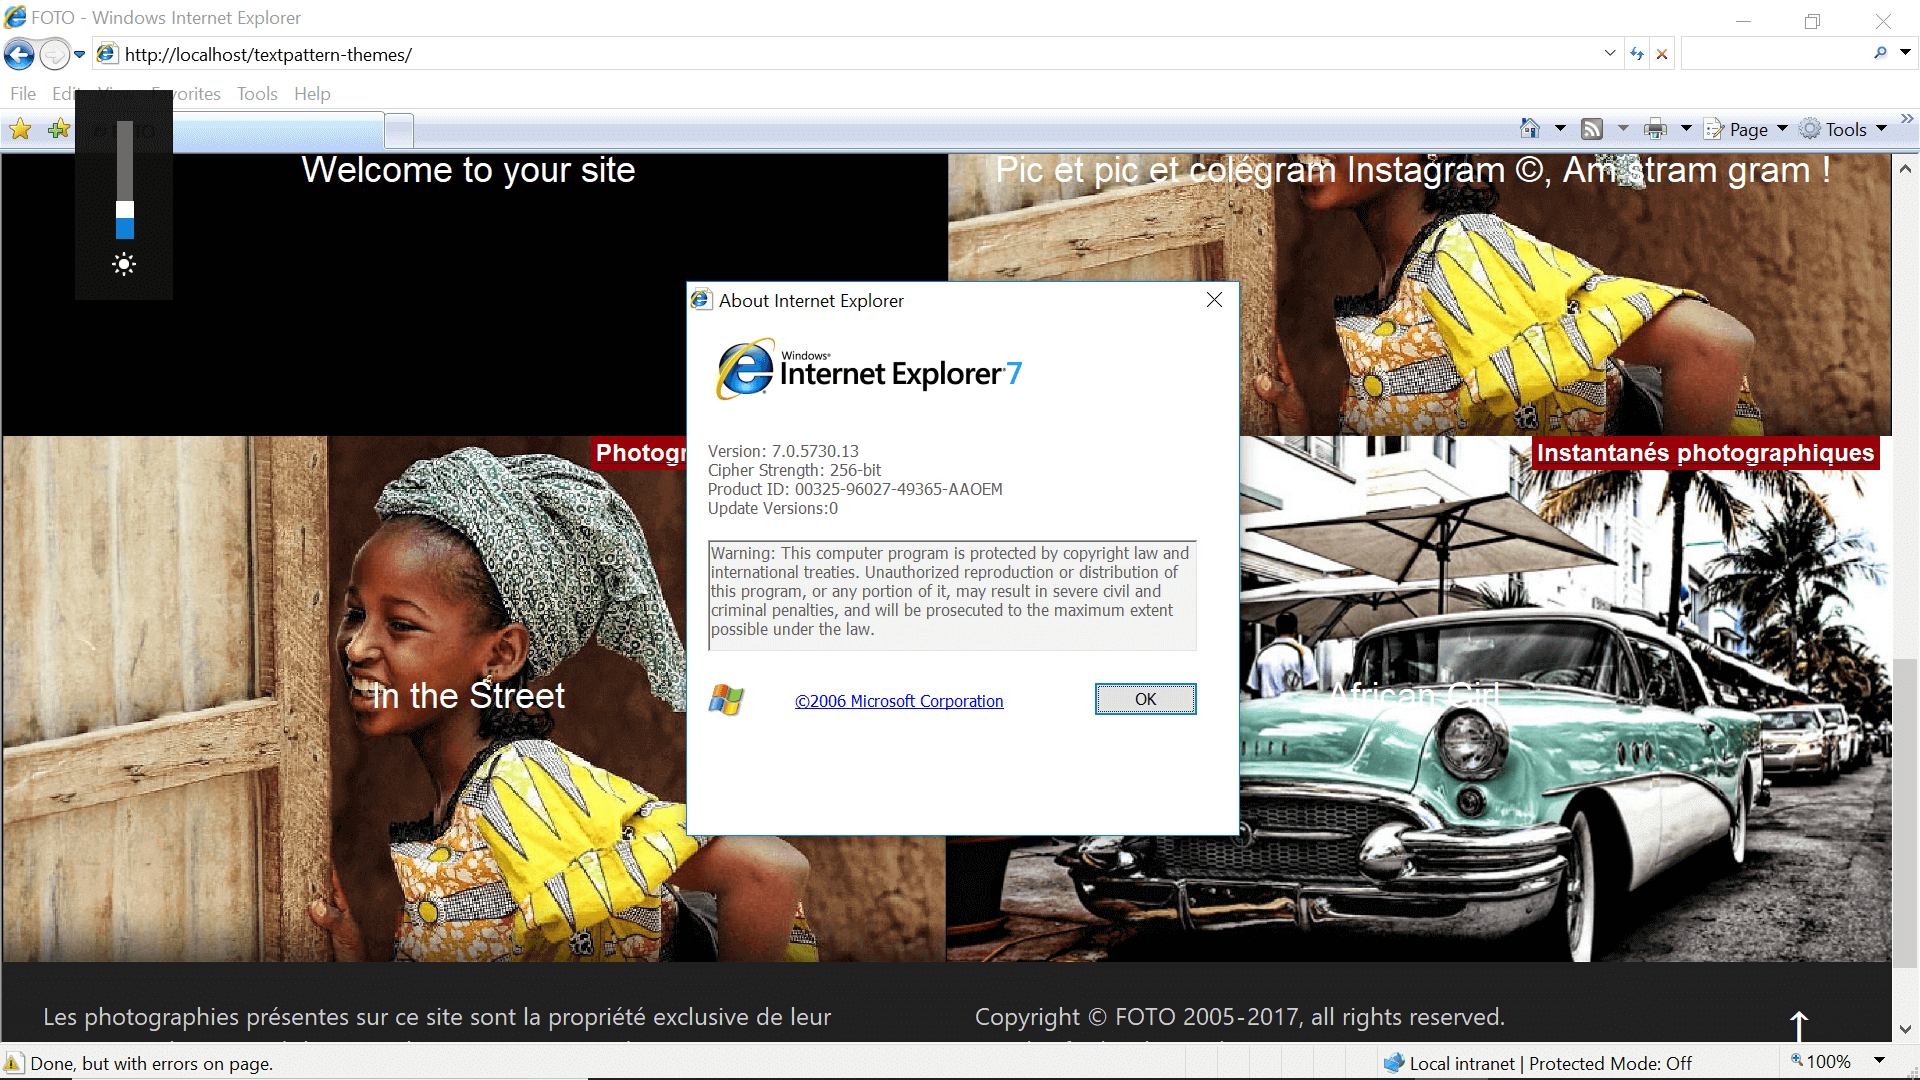 FOTO - Windows Internet Explorer
http://localhost/textpattern-themes/
File Edit View Favorites Tools Help
FOTO
Page Tools
Welcome to your site
Pic et pic et colégram Instagram ©, Am stram gram !
About Internet Explorer
Windows®
Internet Explorer 7
Version: 7.0.5730.13
Cipher Strength: 256-bit
Product ID: 00325-96027-49365-AAOEM
Update Versions:0
Warning: This computer program is protected by copyright law and
international treaties. Unauthorized reproduction or distribution of
this program, or any portion of it, may result in severe civil and
criminal penalties, and will be prosecuted to the maximum extent
possible under the law.
©2006 Microsoft Corporation
OK
Photogr
Instantanés photographiques
In the Street
African Girl
Les photographies présentes sur ce site sont la propriété exclusive de leur
Copyright © FOTO 2005-2017, all rights reserved.
Done, but with errors on page.
Local intranet | Protected Mode: Off
100%